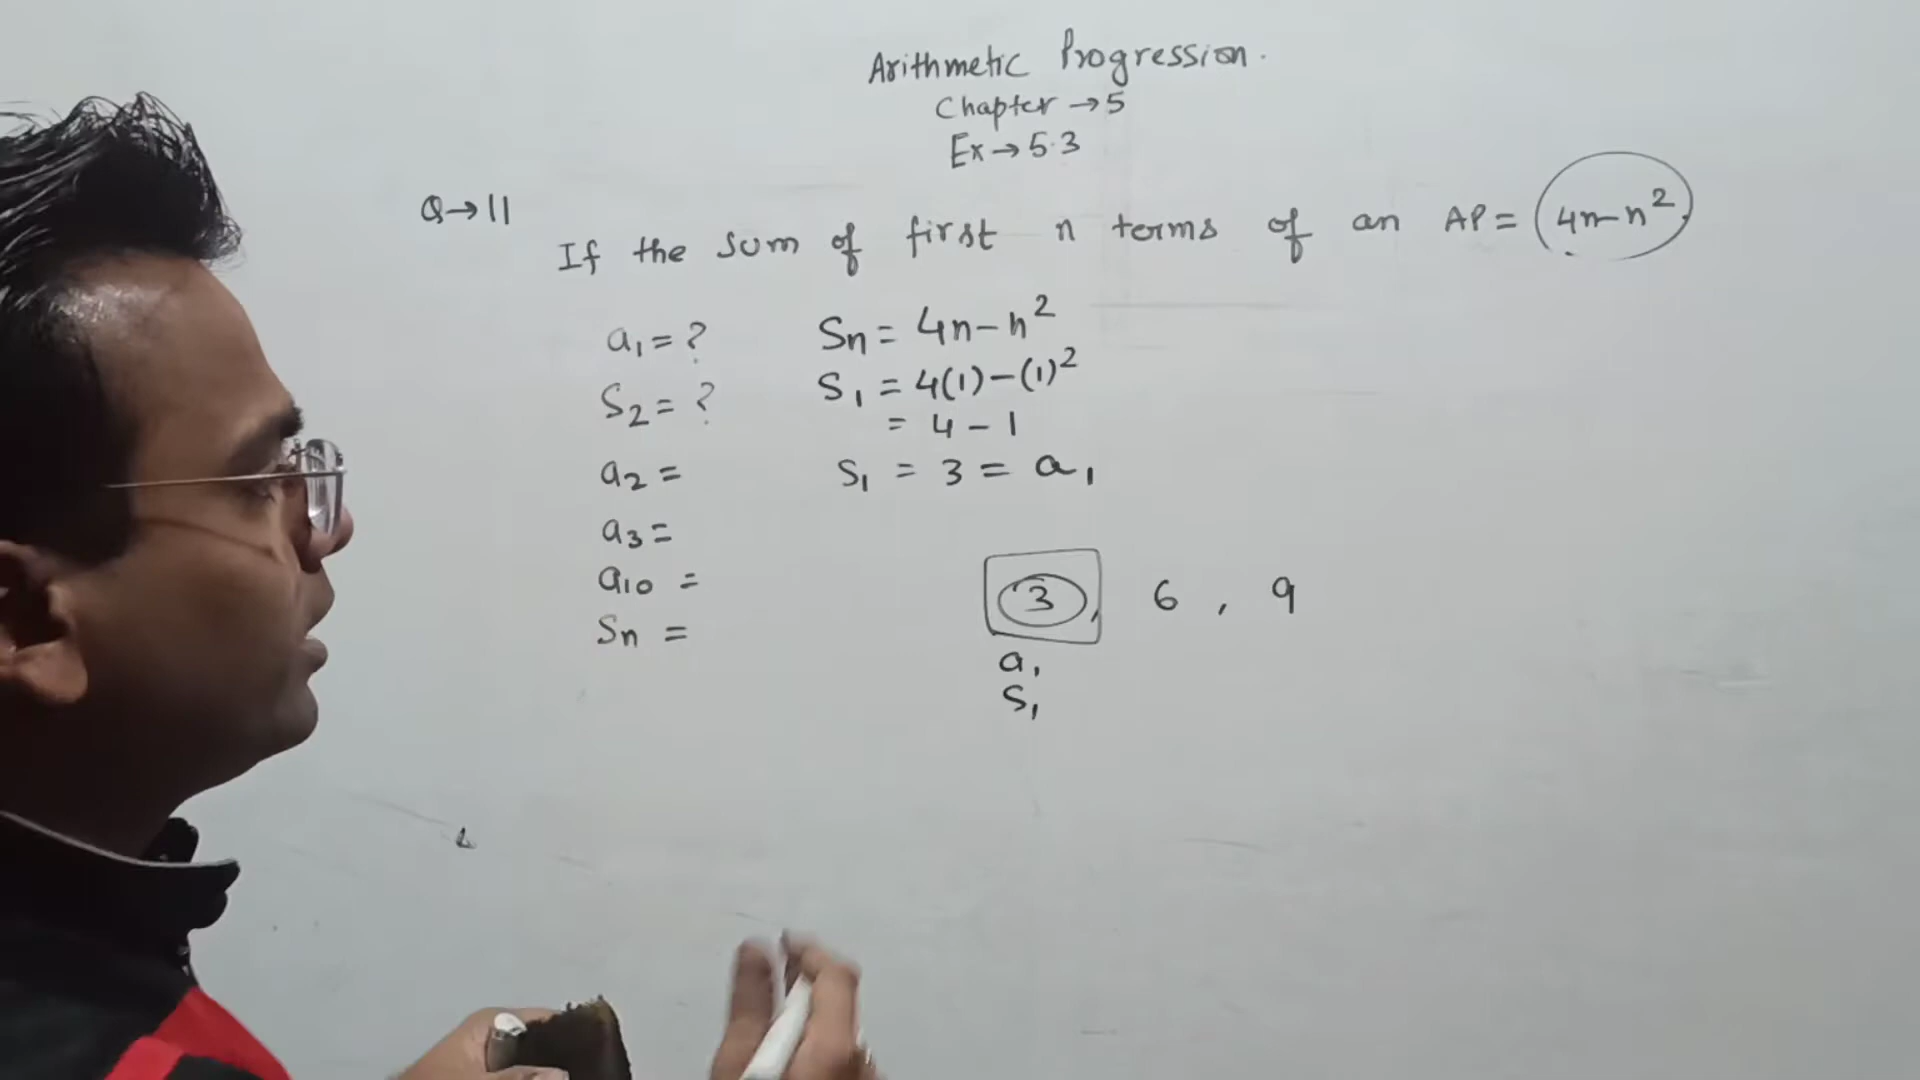 Arithmetic Progression.
Chapter → 5
Ex → 5.3
Q → 11
If the sum of first n terms of an AP = 4n - n²,
a₁ = ?
S₂ = ?
a₂ =
a₃ =
a₁₀ =
Sn =
Sn = 4n - n²
S₁ = 4(1) - (1)²
= 4 - 1
S₁ = 3 = a₁
3, 6, 9
a₁
S₁